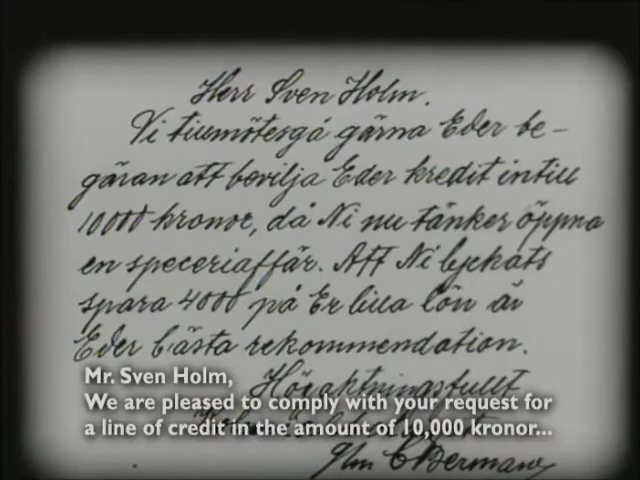 Herr Sven Holm.
Vi tillmötesgå gärna Eder be-
gäran att bevilja Eder kredit intill
10000 kronor, då Ni nu tänker öppna
en speceriaffär. Att Ni lyckats
spara 4000 på Er lilla lön är
Eder bästa rekommendation.
Högaktningsfullt
Mr. Sven Holm,
We are pleased to comply with your request for
a line of credit in the amount of 10,000 kronor...